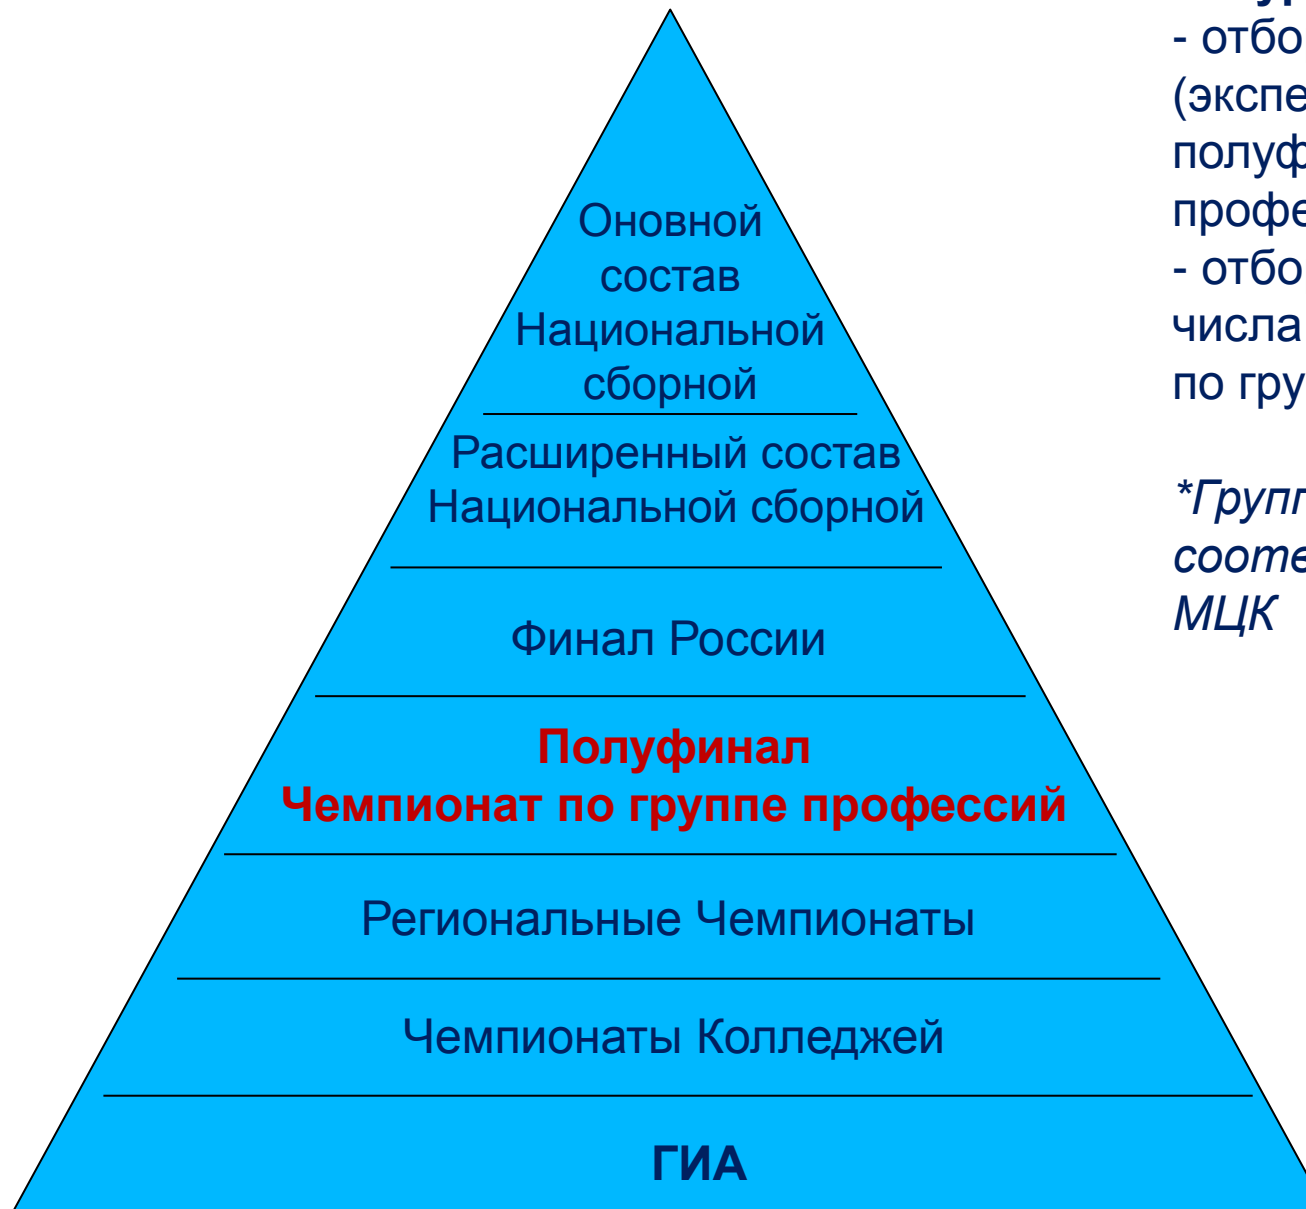 Оновной
состав
Национальной
сборной
Расширенный состав
Национальной сборной
Финал России
Полуфинал
Чемпионат по группе профессий
Региональные Чемпионаты
Чемпионаты Колледжей
ГИА
- отбо
(экспе
полуф
профе
- отбо
числа
по гру
*Групп
соотве
МЦК